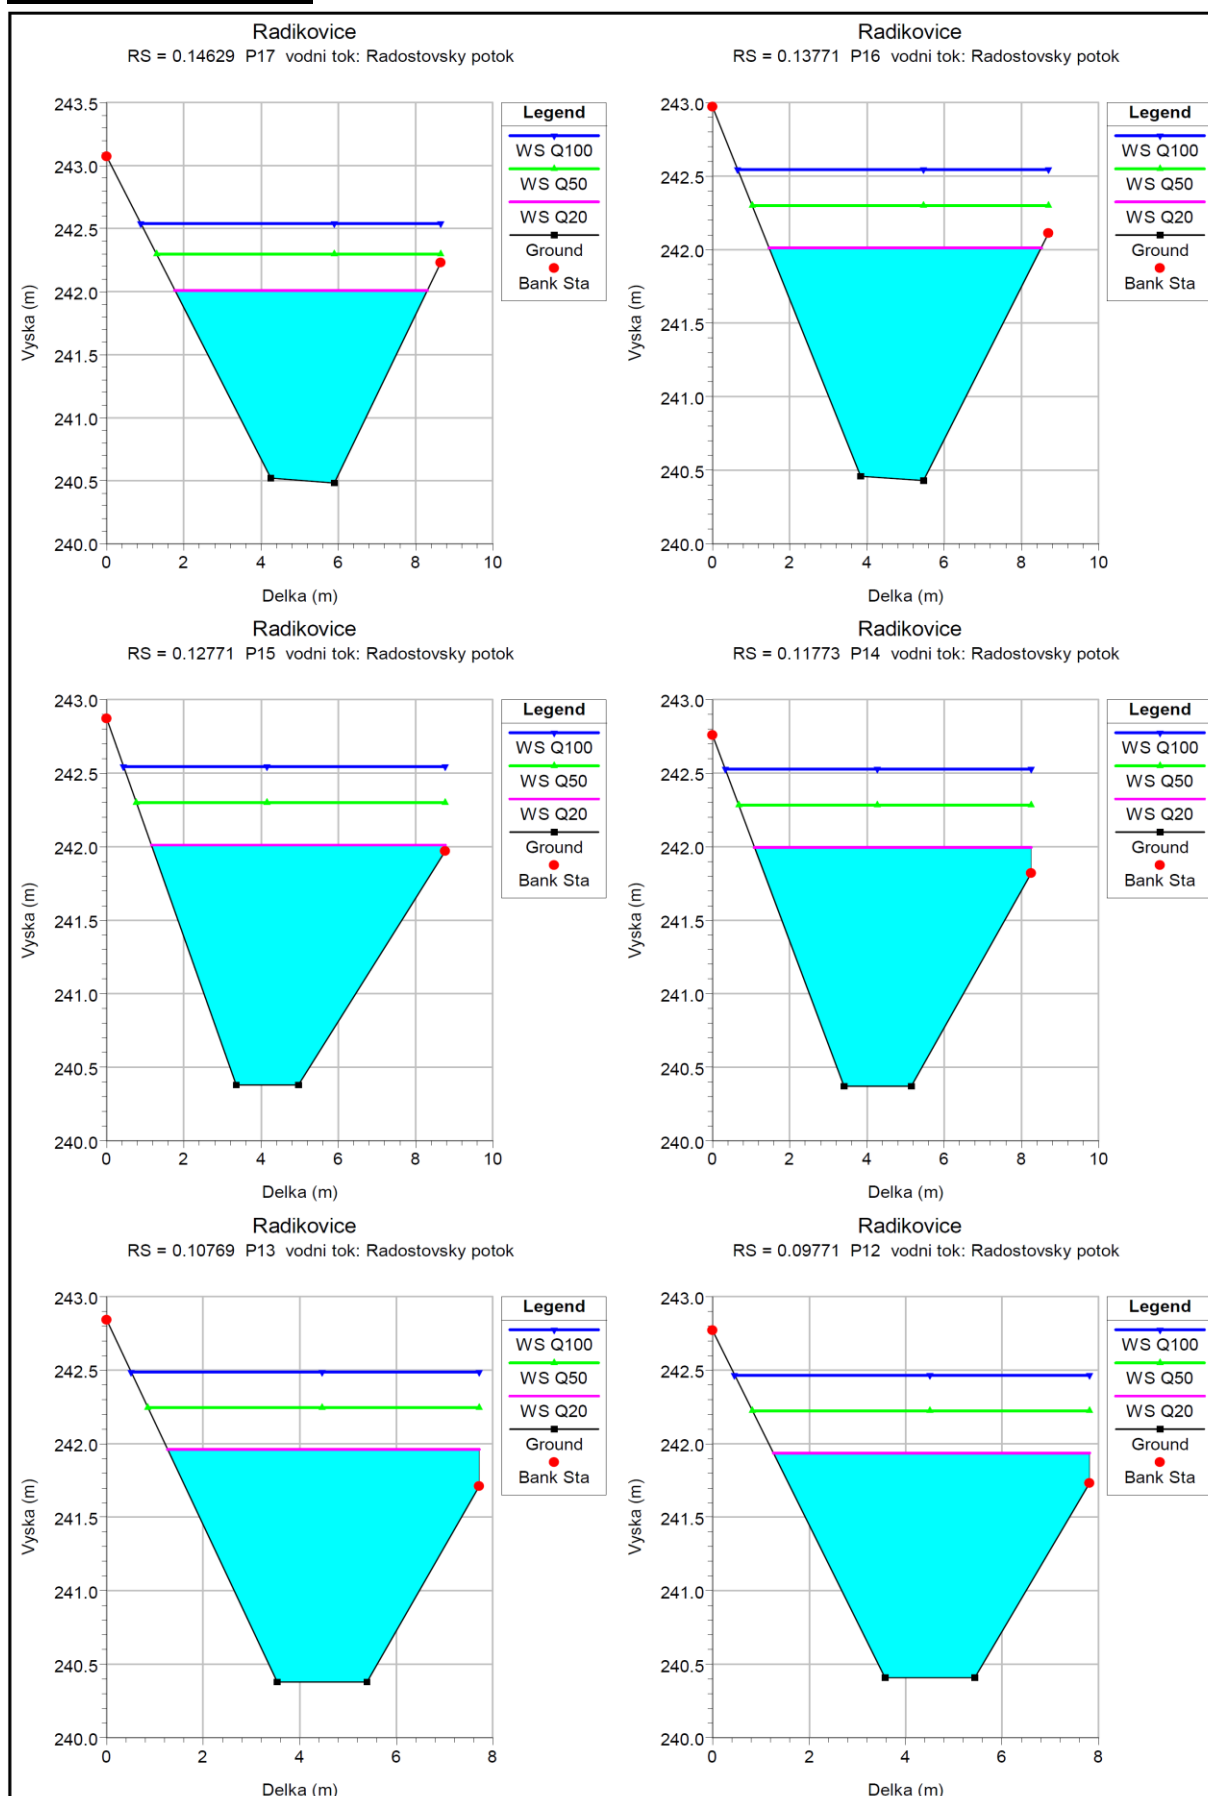 Radikovice
RS = 0.14629 P17 vodni tok: Radostovsky potok
243.5
243.0
242.5
242.0
241.5
241.0
240.5
240.0
0 2 4 6 8 10
Vyska (m)
Delka (m)
Legend
WS Q100
WS Q50
WS Q20
Ground
Bank Sta
Radikovice
RS = 0.13771 P16 vodni tok: Radostovsky potok
243.0
242.5
242.0
241.5
241.0
240.5
240.0
0 2 4 6 8 10
Vyska (m)
Delka (m)
Legend
WS Q100
WS Q50
WS Q20
Ground
Bank Sta
Radikovice
RS = 0.12771 P15 vodni tok: Radostovsky potok
243.0
242.5
242.0
241.5
241.0
240.5
240.0
0 2 4 6 8 10
Vyska (m)
Delka (m)
Legend
WS Q100
WS Q50
WS Q20
Ground
Bank Sta
Radikovice
RS = 0.11773 P14 vodni tok: Radostovsky potok
243.0
242.5
242.0
241.5
241.0
240.5
240.0
0 2 4 6 8 10
Vyska (m)
Delka (m)
Legend
WS Q100
WS Q50
WS Q20
Ground
Bank Sta
Radikovice
RS = 0.10769 P13 vodni tok: Radostovsky potok
243.0
242.5
242.0
241.5
241.0
240.5
240.0
0 2 4 6 8
Vyska (m)
Delka (m)
Legend
WS Q100
WS Q50
WS Q20
Ground
Bank Sta
Radikovice
RS = 0.09771 P12 vodni tok: Radostovsky potok
243.0
242.5
242.0
241.5
241.0
240.5
240.0
0 2 4 6 8
Vyska (m)
Delka (m)
Legend
WS Q100
WS Q50
WS Q20
Ground
Bank Sta